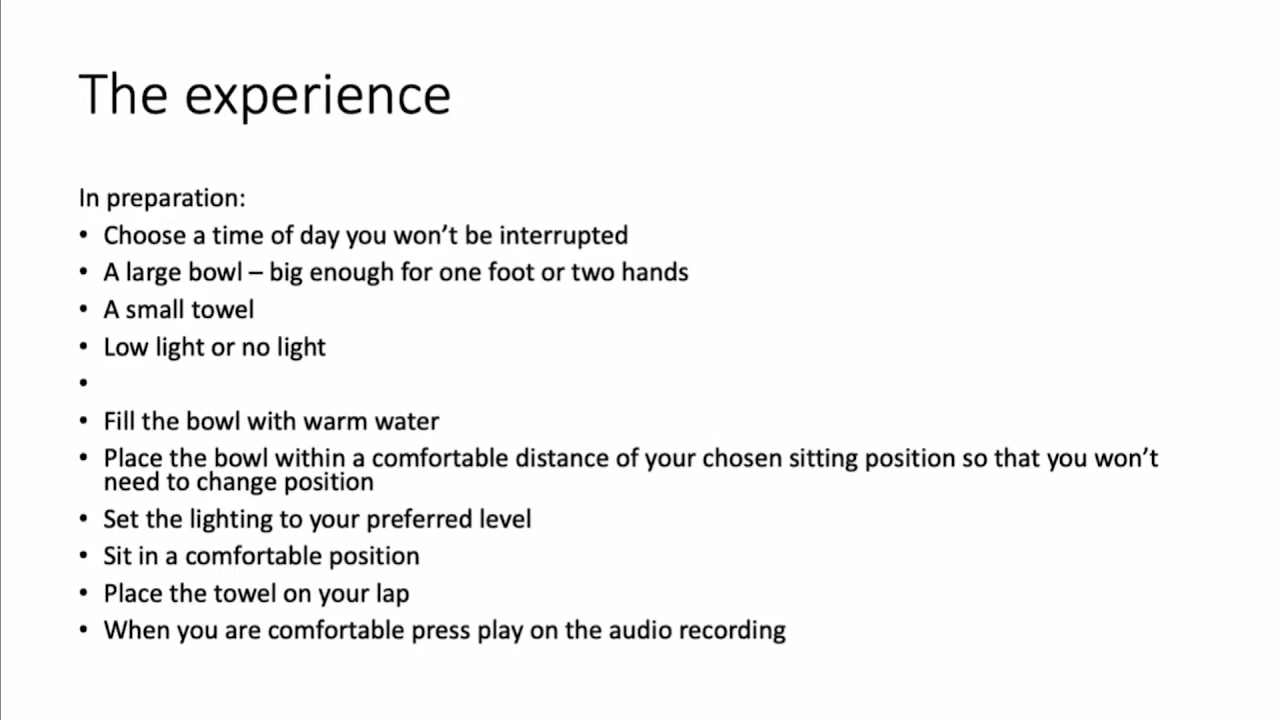 The experience
In preparation:
• Choose a time of day you won’t be interrupted
• A large bowl – big enough for one foot or two hands
• A small towel
• Low light or no light
•
• Fill the bowl with warm water
• Place the bowl within a comfortable distance of your chosen sitting position so that you won’t
need to change position
• Set the lighting to your preferred level
• Sit in a comfortable position
• Place the towel on your lap
• When you are comfortable press play on the audio recording